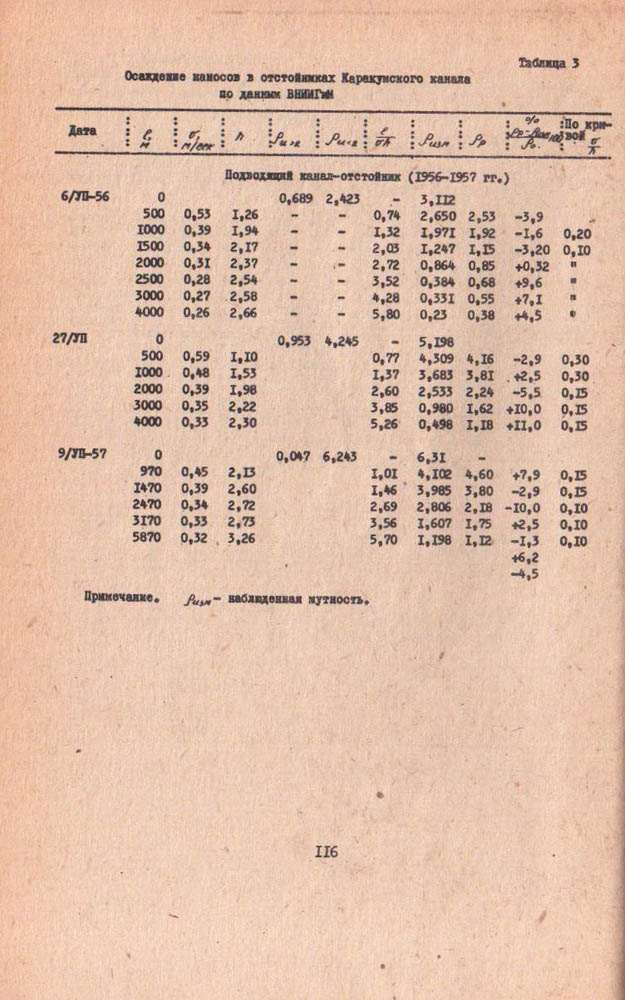 Таблица 3
Осаждение наносов в отстойниках Каракумского канала
по данным ВНИИГиМ
Дата ℓ, м σ, м/сек h ρ ρ ℓ/σh ρизм ρр % По кривой σ/h
Подводящий канал-отстойник (1956-1957 гг.)
6/УП-56 0 0,689 2,423 - 3,112
500 0,53 1,26 - - 0,74 2,650 2,53 -3,9
1000 0,39 1,94 - - 1,32 1,971 1,92 -1,6 0,20
1500 0,34 2,17 - - 2,03 1,247 1,15 -3,20 0,10
2000 0,31 2,37 - - 2,72 0,864 0,85 +0,32 "
2500 0,28 2,54 - - 3,52 0,384 0,68 +9,6 "
3000 0,27 2,58 - - 4,28 0,331 0,55 +7,1 "
4000 0,26 2,66 - - 5,80 0,23 0,38 +4,5 "
27/УП 0 0,953 4,245 - 5,198
500 0,59 1,10 0,77 4,309 4,16 -2,9 0,30
1000 0,48 1,53 1,37 3,683 3,81 +2,5 0,30
2000 0,39 1,98 2,60 2,533 2,24 -5,5 0,15
3000 0,35 2,22 3,85 0,980 1,62 +10,0 0,15
4000 0,33 2,30 5,26 0,498 1,18 +11,0 0,15
9/УП-57 0 0,047 6,243 - 6,31 -
970 0,45 2,13 1,01 4,102 4,60 +7,9 0,15
1470 0,39 2,60 1,46 3,985 3,80 -2,9 0,15
2470 0,34 2,72 2,69 2,806 2,18 -10,0 0,10
3170 0,33 2,73 3,56 1,607 1,75 +2,5 0,10
5870 0,32 3,26 5,70 1,198 1,12 -1,3 0,10
+6,2
-4,5
Примечание. ρизм - наблюденная мутность.
116